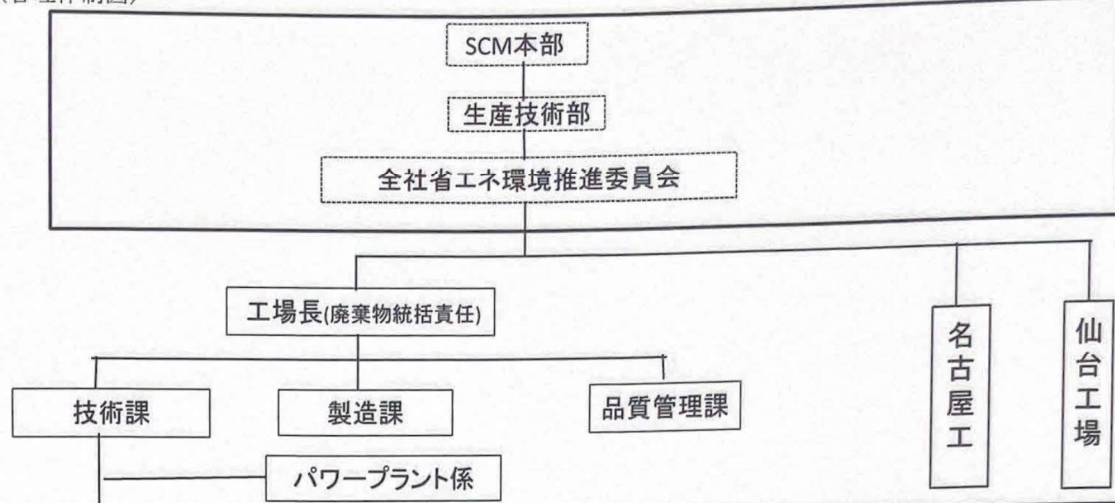 SCM本部
生産技術部
全社省エネ環境推進委員会
工場長(廃棄物統括責任)
名古屋工
仙台工場
技術課
製造課
品質管理課
パワープラント係